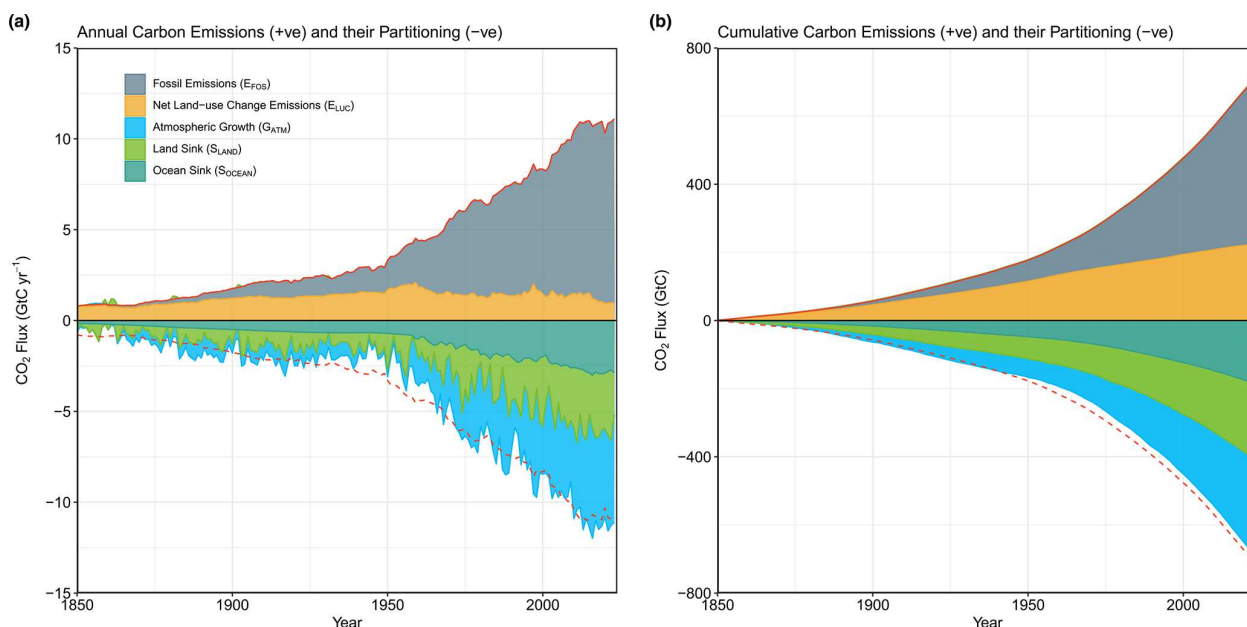 (a)
Annual Carbon Emissions (+ve) and their Partitioning (−ve)
15
10
5
0
−5
−10
−15
CO2 Flux (GtC yr−1)
Fossil Emissions (EFOS)
Net Land−use Change Emissions (ELUC)
Atmospheric Growth (GATM)
Land Sink (SLAND)
Ocean Sink (SOCEAN)
1850
1900
1950
2000
Year
(b)
Cumulative Carbon Emissions (+ve) and their Partitioning (−ve)
800
400
0
−400
−800
CO2 Flux (GtC)
1850
1900
1950
2000
Year